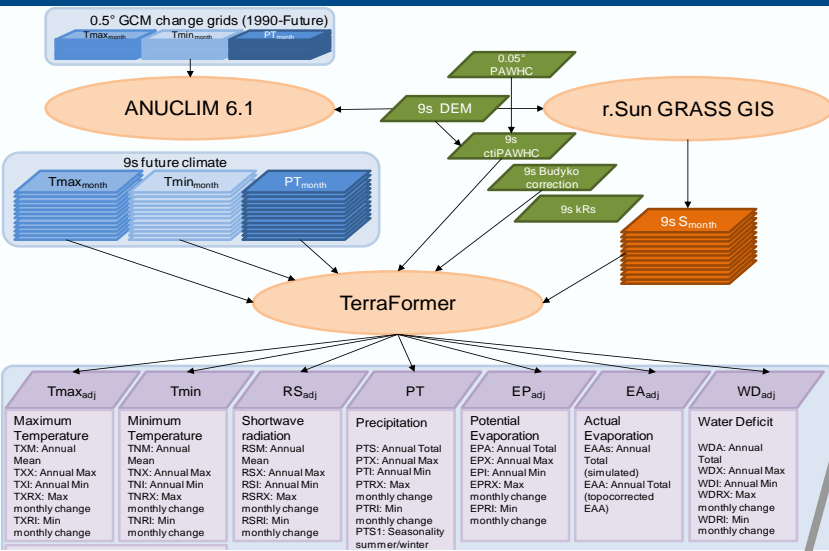 0.5° GCM change grids (1990-Future)
Tmaxmonth
Tminmonth
PTmonth
0.05°
PAWHC
ANUCLIM 6.1
9s DEM
r.Sun GRASS GIS
9s
ctiPAWHC
9s future climate
Tmaxmonth
Tminmonth
PTmonth
9s Budyko
correction
9s kRs
9s Smonth
TerraFormer
Tmaxadj
Tmin
RSadj
PT
EPadj
EAadj
WDadj
Maximum
Temperature
TXM: Annual
Mean
TXX: Annual Max
TXI: Annual Min
TXRX: Max
monthly change
TXRI: Min
monthly change
Minimum
Temperature
TNM: Annual
Mean
TNX: Annual Max
TNI: Annual Min
TNRX: Max
monthly change
TNRI: Min
monthly change
Shortwave
radiation
RSM: Annual
Mean
RSX: Annual Max
RSI: Annual Min
RSRX: Max
monthly change
RSRI: Min
monthly change
Precipitation
PTS: Annual Total
PTX: Annual Max
PTI: Annual Min
PTRX: Max
monthly change
PTRI: Min
monthly change
PTS1: Seasonality
summer/winter
Potential
Evaporation
EPA: Annual Total
EPX: Annual Max
EPI: Annual Min
EPRX: Max
monthly change
EPRI: Min
monthly change
Actual
Evaporation
EAAs: Annual
Total
(simulated)
EAA: Annual Total
(topocorrected
EAA)
Water Deficit
WDA: Annual
Total
WDX: Annual Max
WDI: Annual Min
WDRX: Max
monthly change
WDRI: Min
monthly change